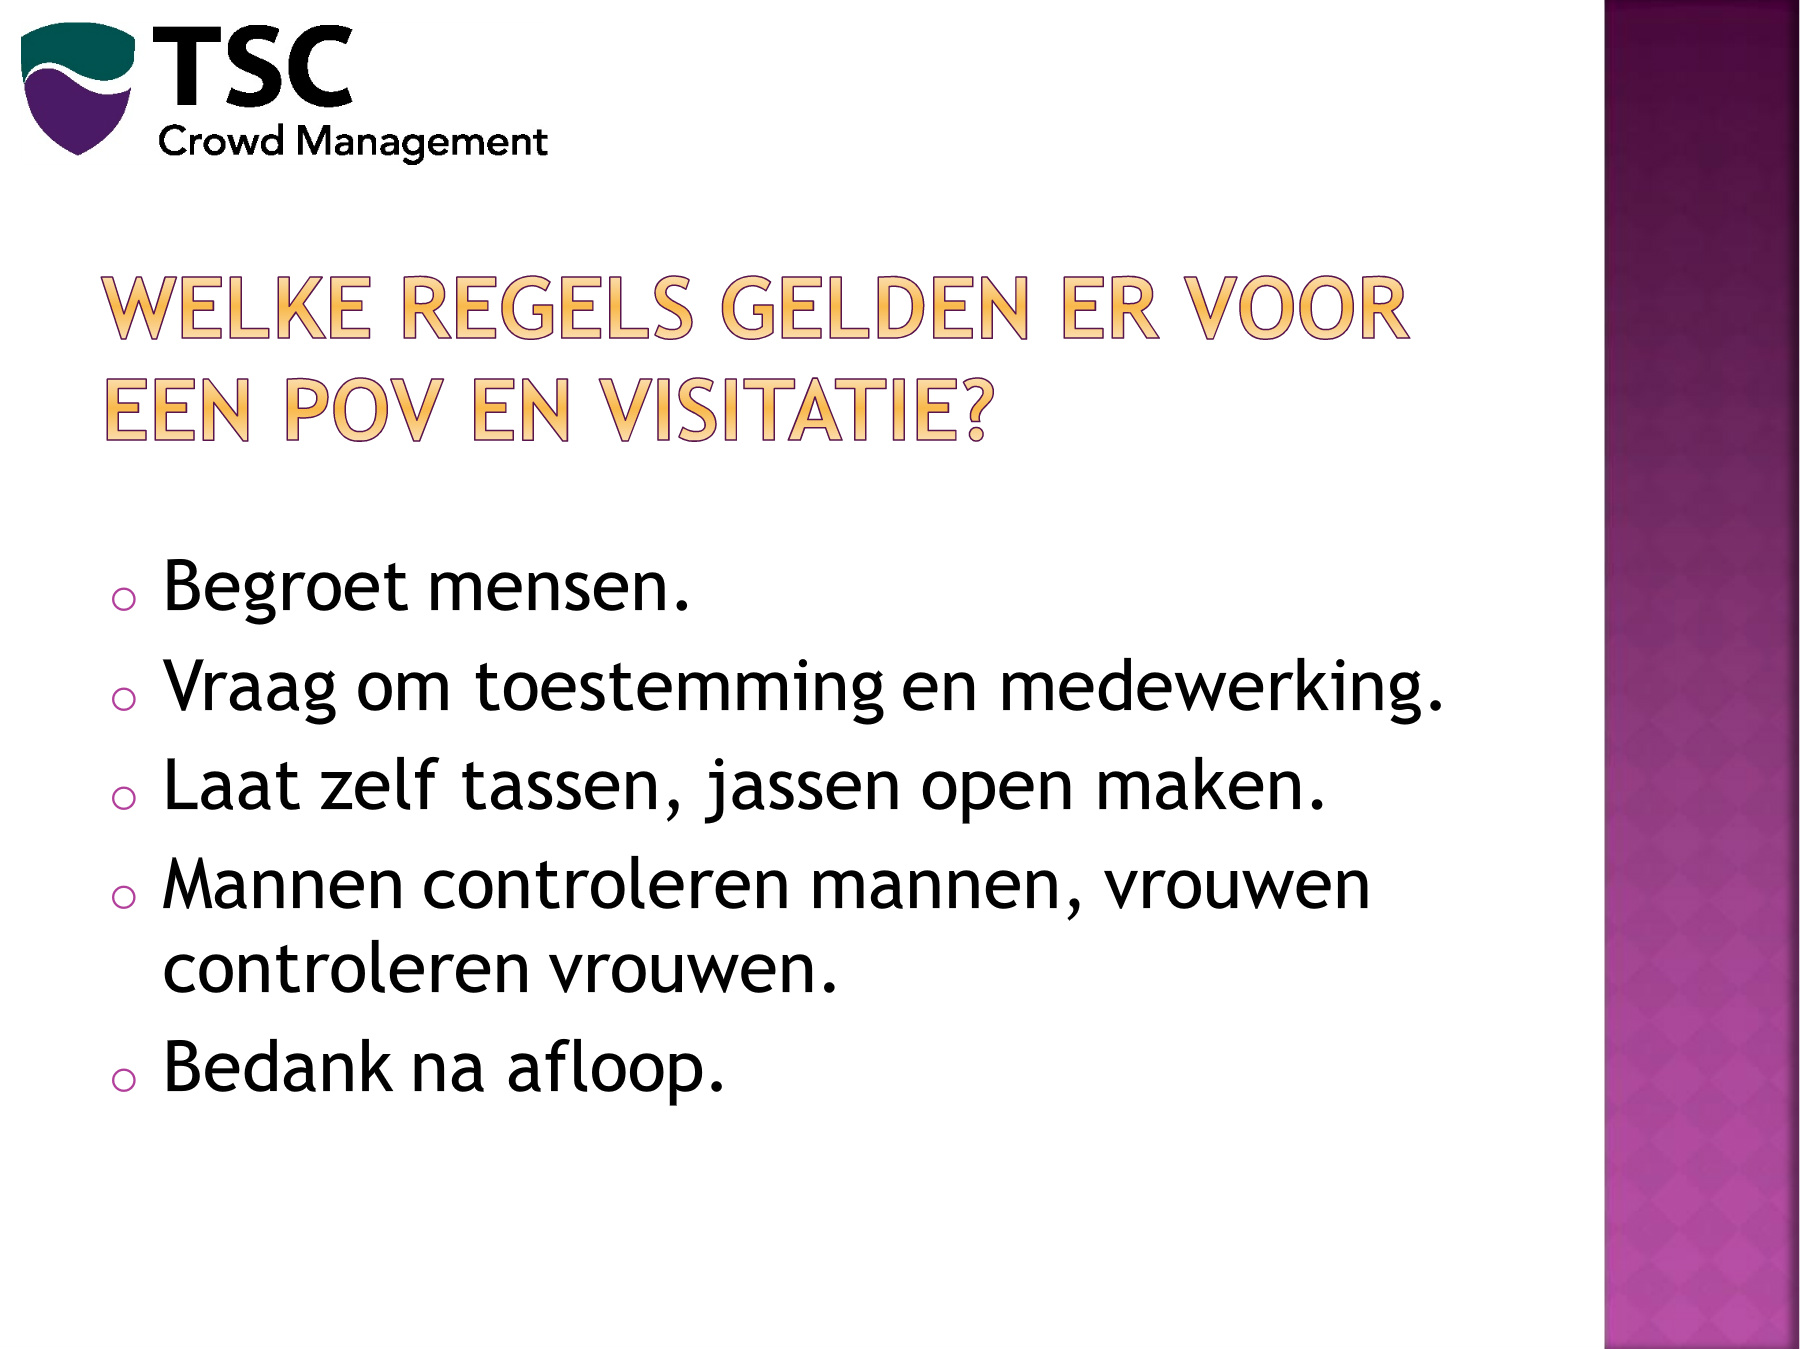 TSC
Crowd Management
WELKE REGELS GELDEN ER VOOR
EEN POV EN VISITATIE?
o Begroet mensen.
o Vraag om toestemming en medewerking.
o Laat zelf tassen, jassen open maken.
o Mannen controleren mannen, vrouwen
controleren vrouwen.
o Bedank na afloop.